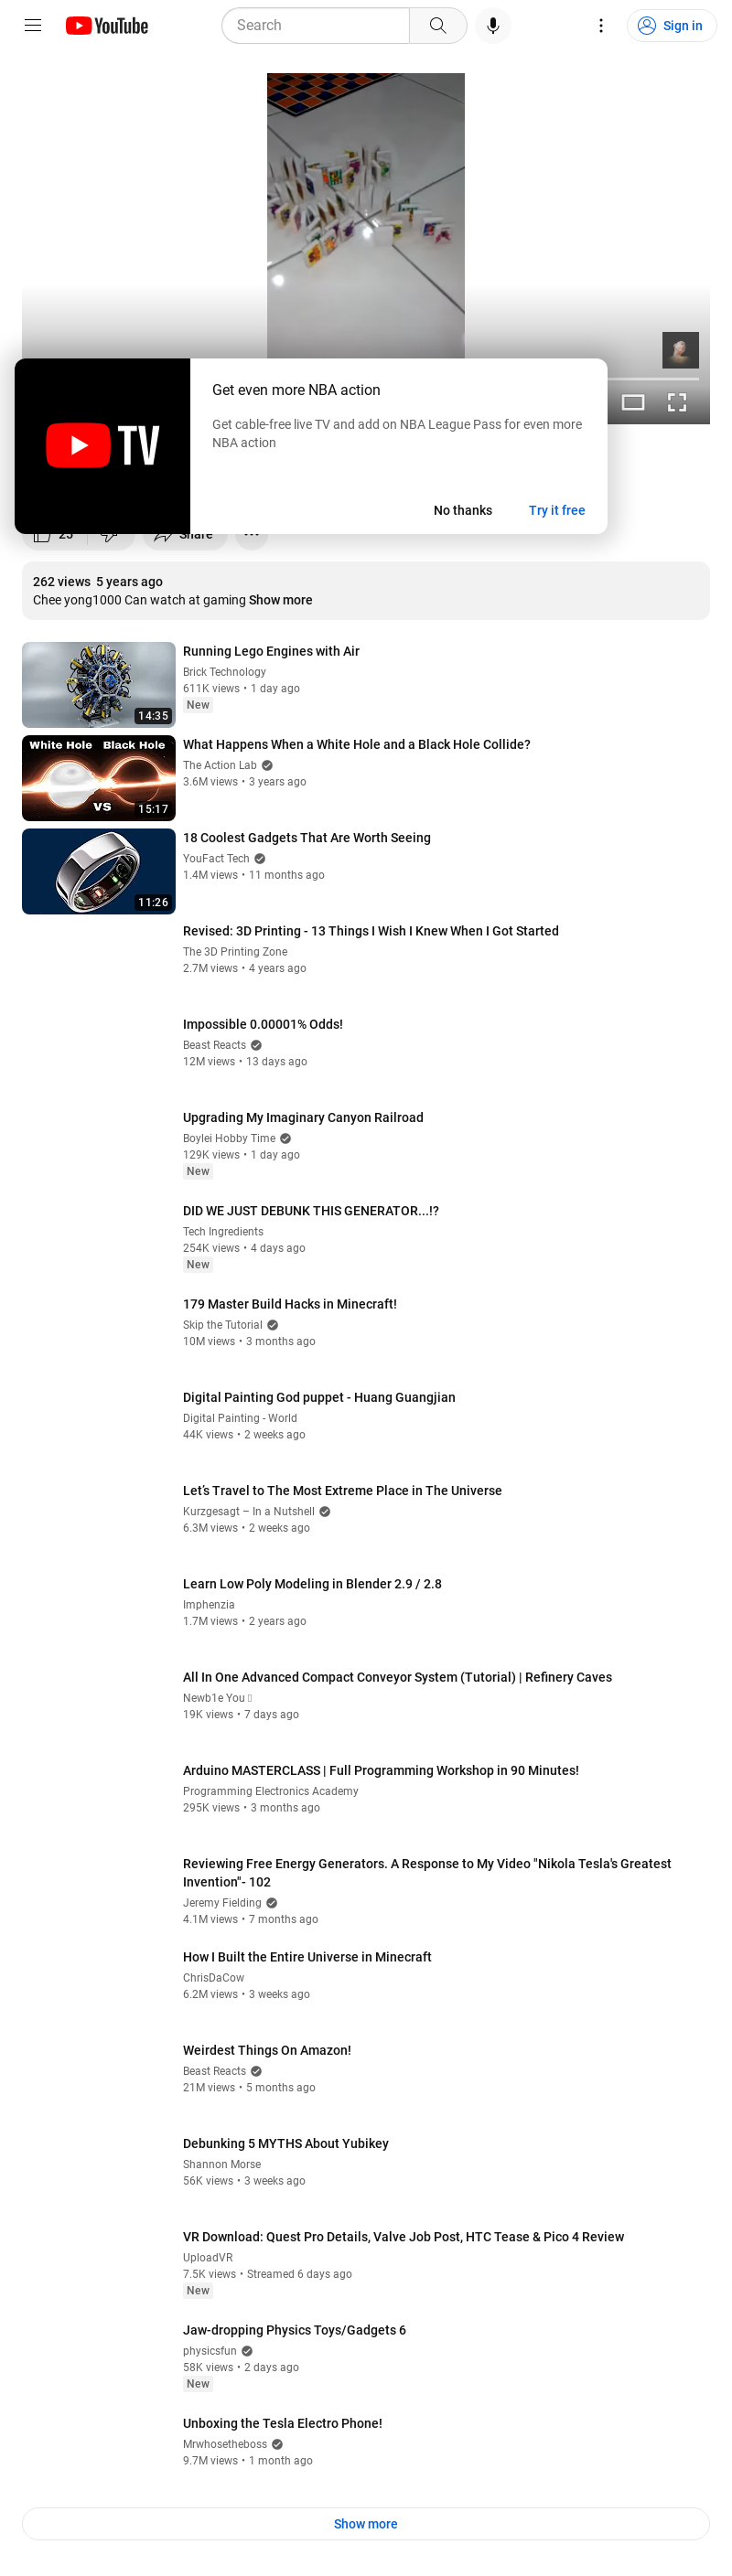 YouTube
Search
Sign in
TV
Get even more NBA action
Get cable-free live TV and add on NBA League Pass for even more
NBA action
No thanks
Try it free
25
Share
262 views 5 years ago
Chee yong1000 Can watch at gaming Show more
14:35
Running Lego Engines with Air
Brick Technology
611K views • 1 day ago
New
White Hole Black Hole
VS
15:17
What Happens When a White Hole and a Black Hole Collide?
The Action Lab
3.6M views • 3 years ago
11:26
18 Coolest Gadgets That Are Worth Seeing
YouFact Tech
1.4M views • 11 months ago
Revised: 3D Printing - 13 Things I Wish I Knew When I Got Started
The 3D Printing Zone
2.7M views • 4 years ago
Impossible 0.00001% Odds!
Beast Reacts
12M views • 13 days ago
Upgrading My Imaginary Canyon Railroad
Boylei Hobby Time
129K views • 1 day ago
New
DID WE JUST DEBUNK THIS GENERATOR...!?
Tech Ingredients
254K views • 4 days ago
New
179 Master Build Hacks in Minecraft!
Skip the Tutorial
10M views • 3 months ago
Digital Painting God puppet - Huang Guangjian
Digital Painting - World
44K views • 2 weeks ago
Let’s Travel to The Most Extreme Place in The Universe
Kurzgesagt – In a Nutshell
6.3M views • 2 weeks ago
Learn Low Poly Modeling in Blender 2.9 / 2.8
Imphenzia
1.7M views • 2 years ago
All In One Advanced Compact Conveyor System (Tutorial) | Refinery Caves
Newb1e You
19K views • 7 days ago
Arduino MASTERCLASS | Full Programming Workshop in 90 Minutes!
Programming Electronics Academy
295K views • 3 months ago
Reviewing Free Energy Generators. A Response to My Video "Nikola Tesla's Greatest
Invention"- 102
Jeremy Fielding
4.1M views • 7 months ago
How I Built the Entire Universe in Minecraft
ChrisDaCow
6.2M views • 3 weeks ago
Weirdest Things On Amazon!
Beast Reacts
21M views • 5 months ago
Debunking 5 MYTHS About Yubikey
Shannon Morse
56K views • 3 weeks ago
VR Download: Quest Pro Details, Valve Job Post, HTC Tease & Pico 4 Review
UploadVR
7.5K views • Streamed 6 days ago
New
Jaw-dropping Physics Toys/Gadgets 6
physicsfun
58K views • 2 days ago
New
Unboxing the Tesla Electro Phone!
Mrwhosetheboss
9.7M views • 1 month ago
Show more